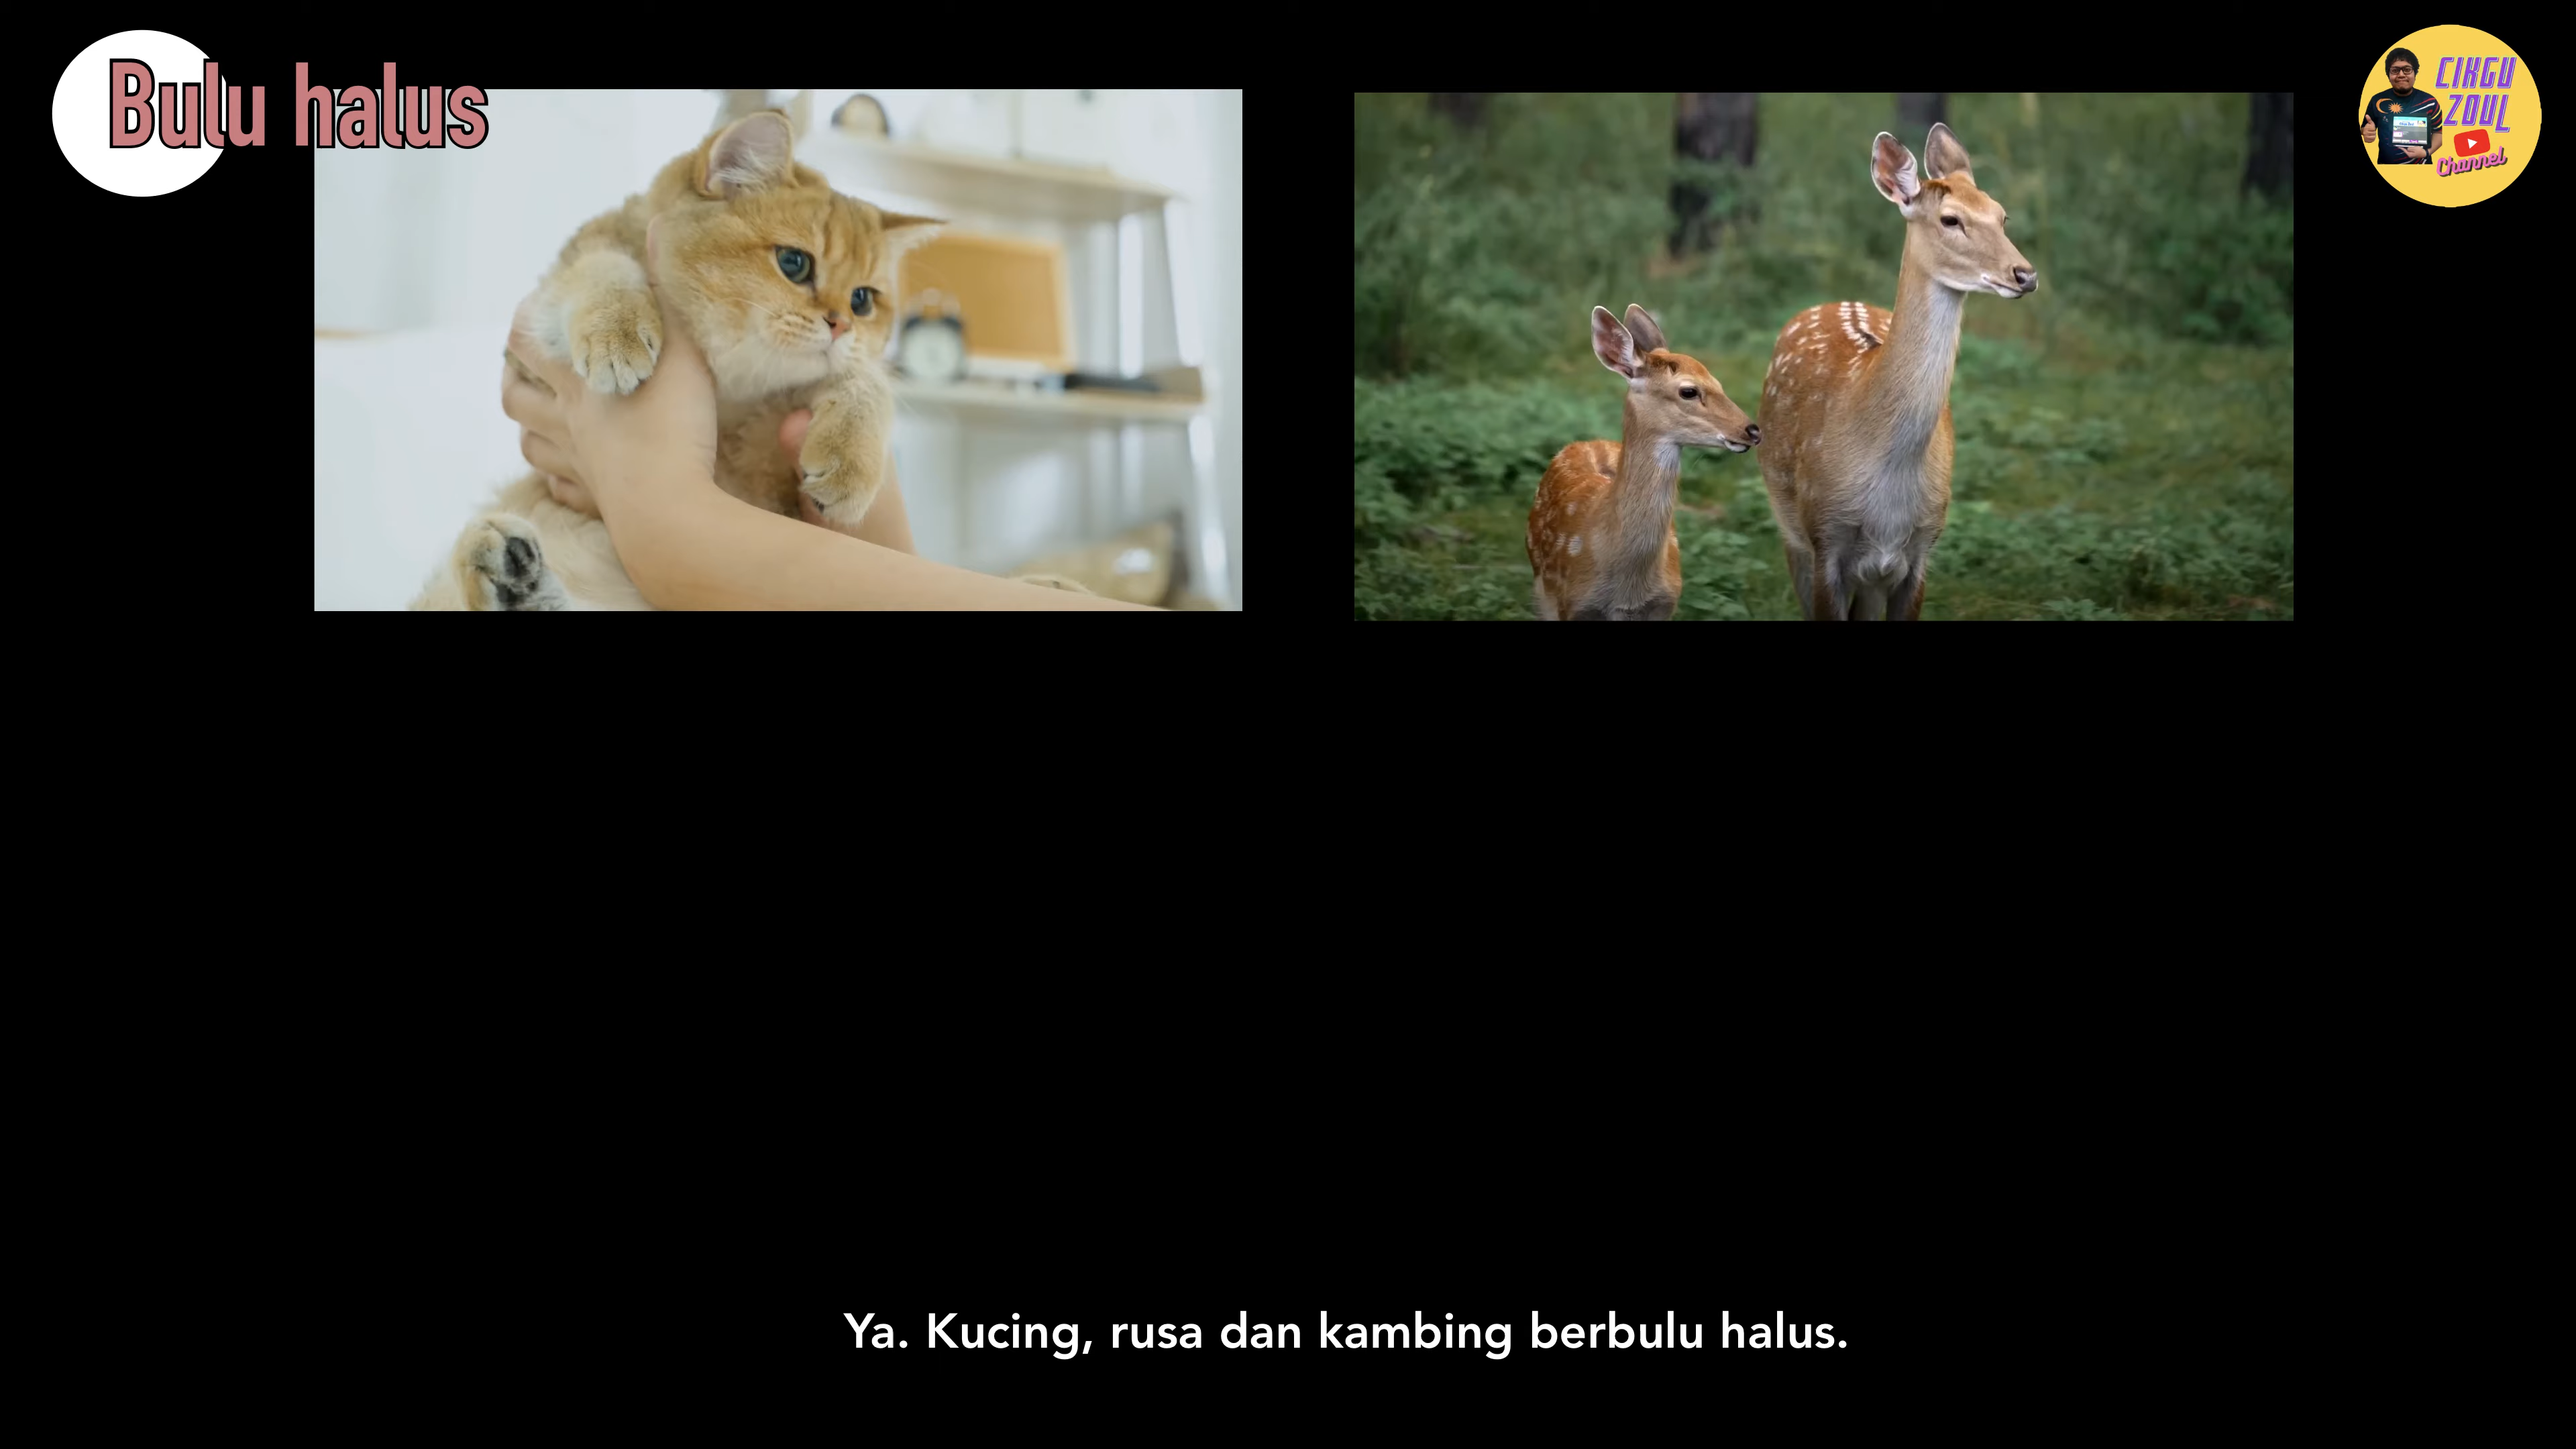 Bulu halus
CIKGU
ZOUL
Channel
Ya. Kucing, rusa dan kambing berbulu halus.